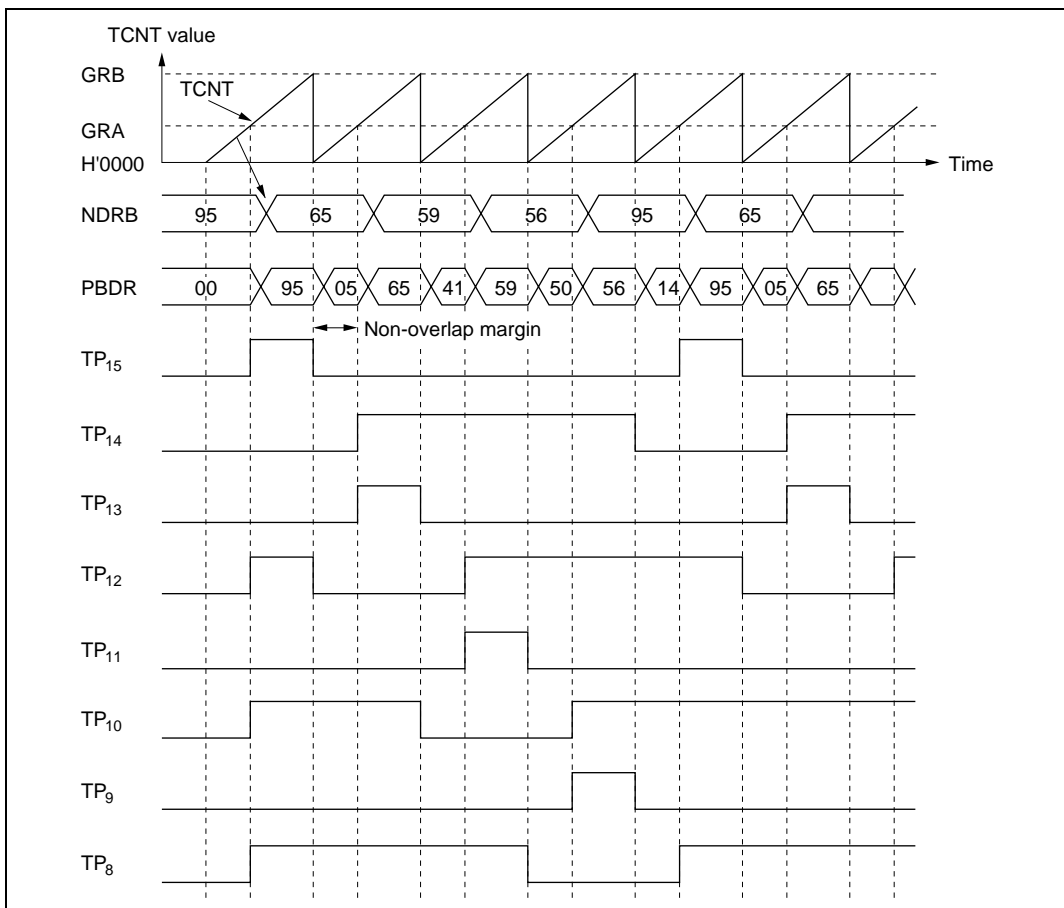 TCNT value
GRB
TCNT
GRA
H'0000
Time
NDRB 95 65 59 56 95 65
PBDR 00 95 05 65 41 59 50 56 14 95 05 65
Non-overlap margin
TP15
TP14
TP13
TP12
TP11
TP10
TP9
TP8